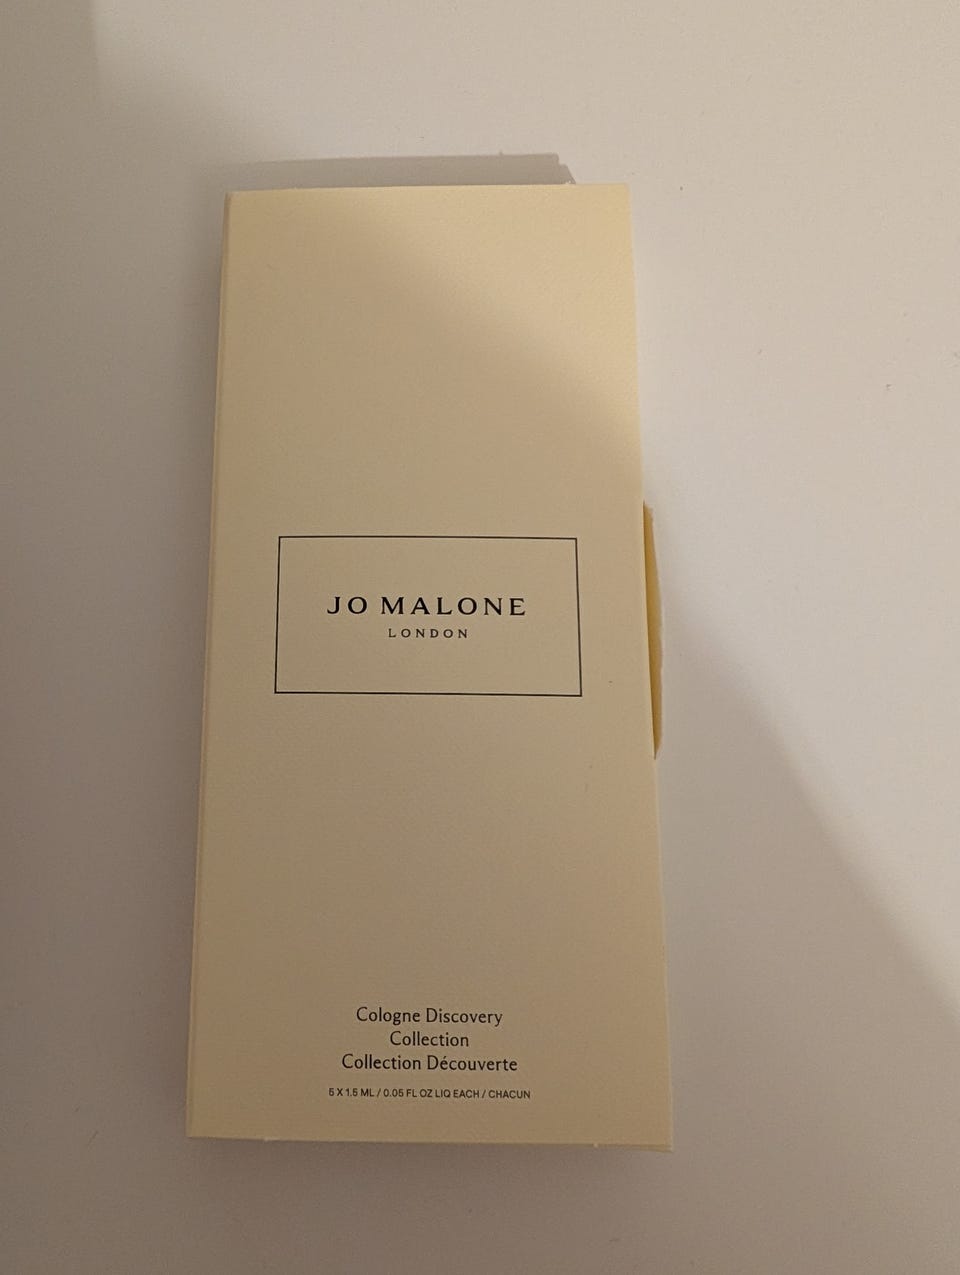 JO MALONE
LONDON
Cologne Discovery
Collection
Collection Découverte
5 X 1.5 ML / 0.05 FL OZ LIQ EACH / CHACUN